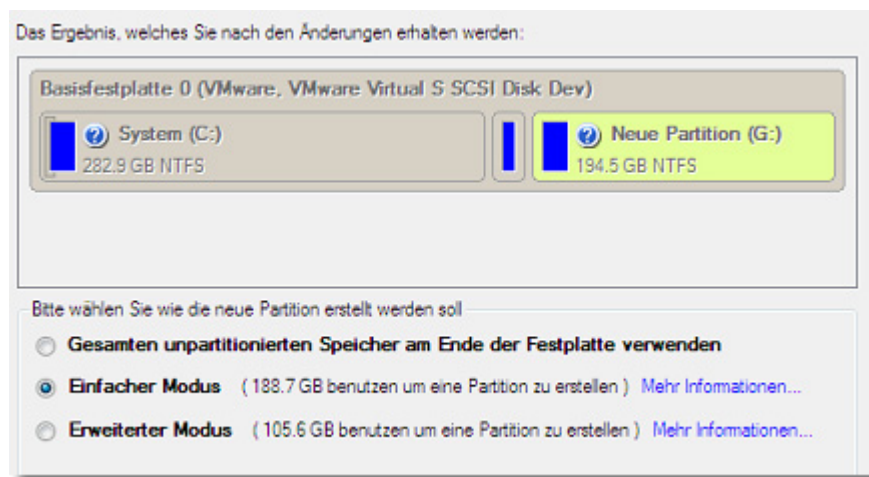 Das Ergebnis, welches Sie nach den Änderungen erhalten werden:
Basisfestplatte 0 (VMware, VMware Virtual S SCSI Disk Dev)
System (C:)
282.9 GB NTFS
Neue Partition (G:)
194.5 GB NTFS
Bitte wählen Sie wie die neue Partition erstellt werden soll
Gesamten unpartitionierten Speicher am Ende der Festplatte verwenden
Einfacher Modus ( 188.7 GB benutzen um eine Partition zu erstellen ) Mehr Informationen...
Erweiterter Modus ( 105.6 GB benutzen um eine Partition zu erstellen ) Mehr Informationen...